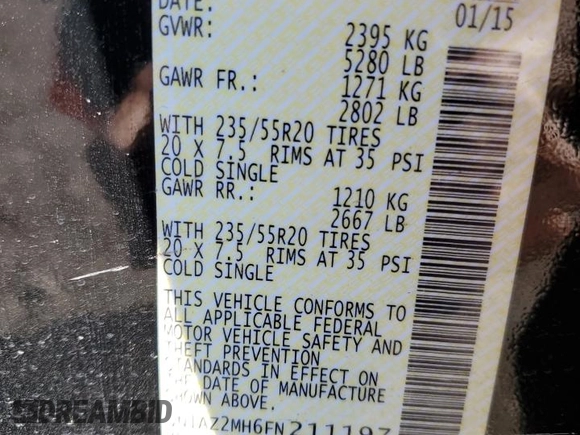 DATE: 01/15
GVWR: 2395 KG
5280 LB
GAWR FR.: 1271 KG
2802 LB
WITH 235/55R20 TIRES
20 X 7.5 RIMS AT 35 PSI
COLD SINGLE
GAWR RR.: 1210 KG
2667 LB
WITH 235/55R20 TIRES
20 X 7.5 RIMS AT 35 PSI
COLD SINGLE
THIS VEHICLE CONFORMS TO
ALL APPLICABLE FEDERAL
MOTOR VEHICLE SAFETY AND
THEFT PREVENTION
STANDARDS IN EFFECT ON
THE DATE OF MANUFACTURE
SHOWN ABOVE.
N1AZ2MH6FN211197
DREAMBID